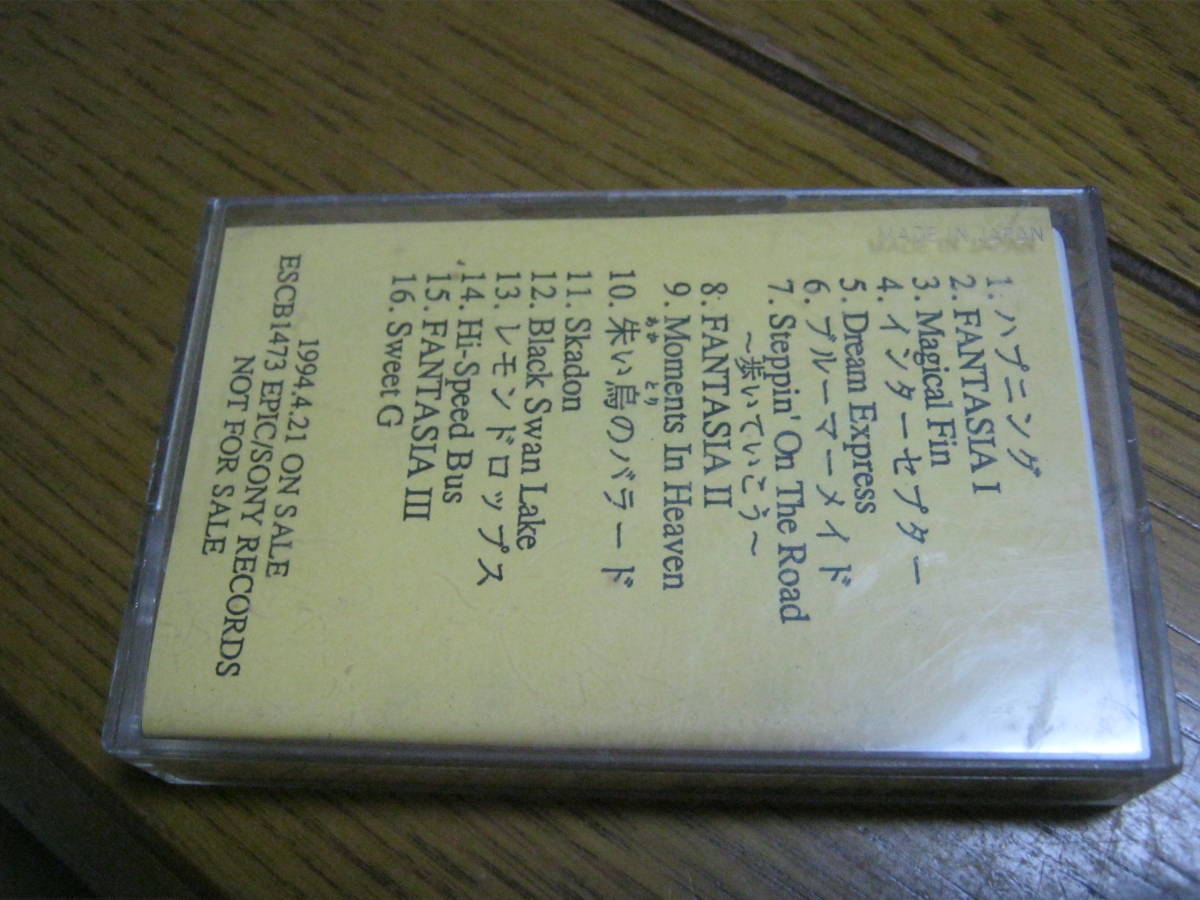 MADE IN JAPAN
1. ハプニング
2. FANTASIA I
3. Magical Fin
4. インターセプター
5. Dream Express
6. ブルーマーメイド
7. Steppin' On The Road
～歩いていこう～
8. FANTASIA II
9. Moments In Heaven
あか とり
10. 朱い鳥のバラード
11. Skadon
12. Black Swan Lake
13. レモンドロップス
14. Hi-Speed Bus
15. FANTASIA III
16. Sweet G
1994.4.21 ON SALE
ESCB1473 EPIC/SONY RECORDS
NOT FOR SALE